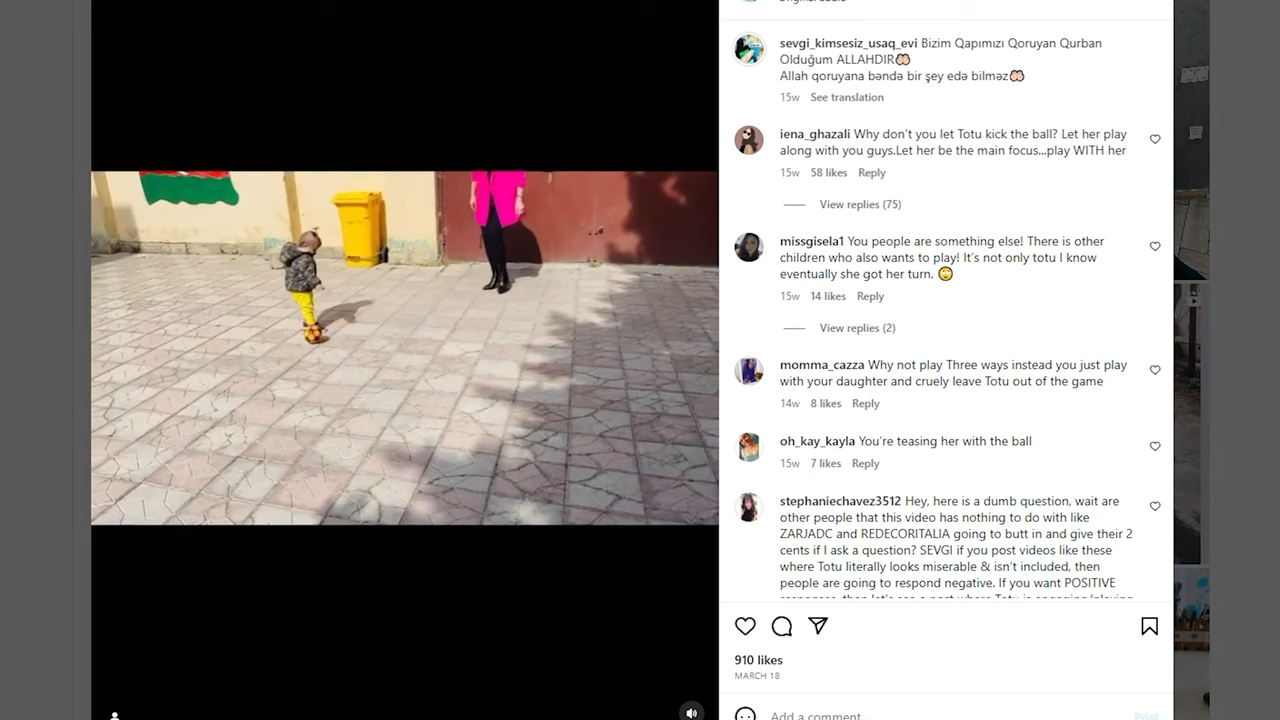 sevgi_kimsesiz_usaq_evi Bizim Qapımızı Qoruyan Qurban
Olduğum ALLAHDIR🤲🏻
Allah qoruyana bəndə bir şey edə bilməz🤲🏻
15w See translation
iena_ghazali Why don't you let Totu kick the ball? Let her play
along with you guys.Let her be the main focus...play WITH her
15w 58 likes Reply
View replies (75)
missgisela1 You people are something else! There is other
children who also wants to play! It's not only totu I know
eventually she got her turn. 🙄
15w 14 likes Reply
View replies (2)
momma_cazza Why not play Three ways instead you just play
with your daughter and cruely leave Totu out of the game
14w 8 likes Reply
oh_kay_kayla You're teasing her with the ball
15w 7 likes Reply
stephaniechavez3512 Hey, here is a dumb question, wait are
other people that this video has nothing to do with like
ZARJADC and REDECORITALIA going to butt in and give their 2
cents if I ask a question? SEVGI if you post videos like these
where Totu literally looks miserable & isn't included, then
people are going to respond negative. If you want POSITIVE
910 likes
MARCH 18
Add a comment...
Post